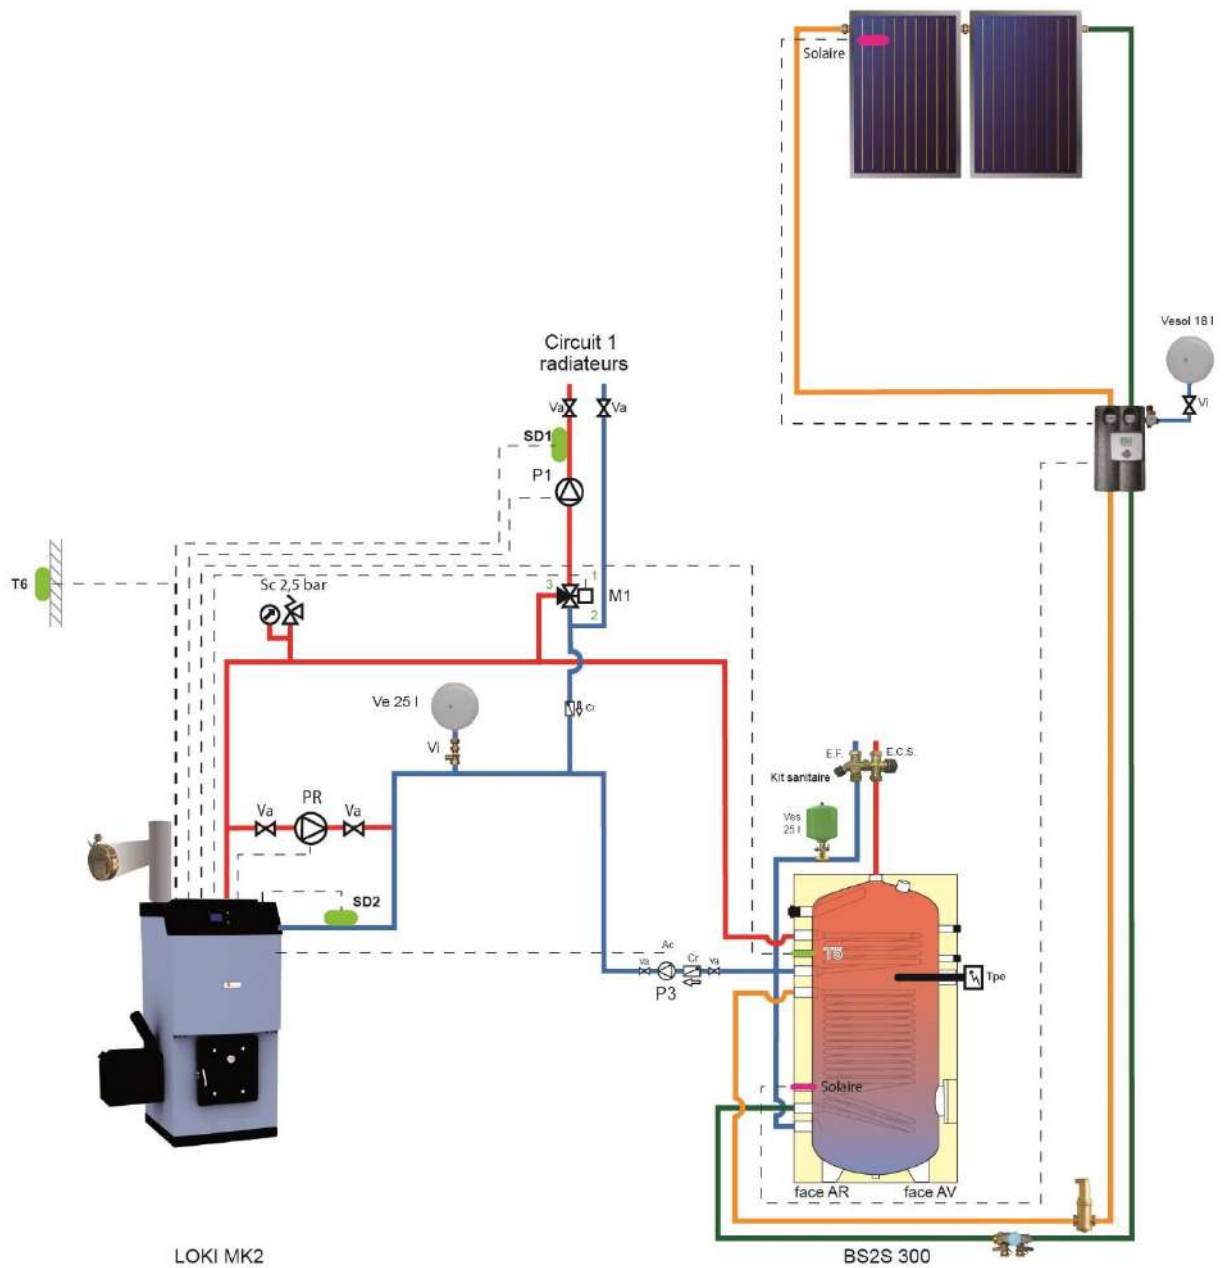 Solaire
Vesol 18 l
Vi
Circuit 1
radiateurs
Va
Va
SD1
P1
T6
Sc 2,5 bar
3
1
M1
2
Ve 25 l
Cr
Vi
E.F.
E.C.S.
Kit sanitaire
Va
PR
Va
Ves
25 l
SD2
Ac
T5
Va
Cr
Va
P3
Tpe
Solaire
face AR
face AV
LOKI MK2
BS2S 300